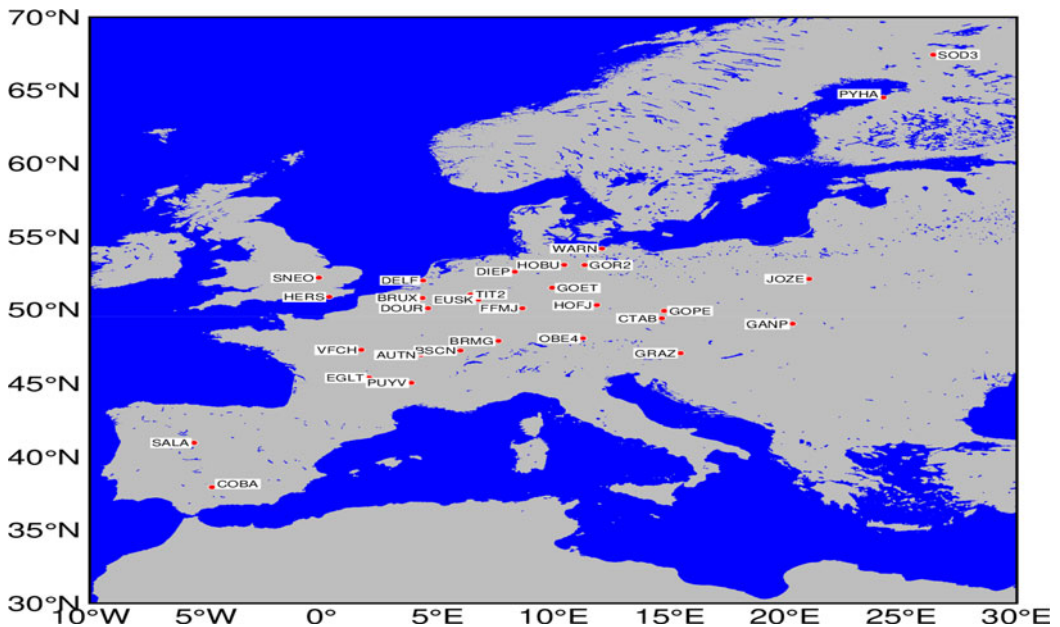 70°N
SOD3
65°N
PYHA
60°N
55°N
WARN
HOBU
GOR2
DIEP
SNEO
DELF
JOZE
GOET
TIT2
HERS
BRUX
EUSK
50°N
DOUR
FFMJ
HOFJ
GOPE
CTAB
GANP
BRMG
OBE4
VFCH
AUTN
BSCN
GRAZ
EGLT
PUYV
45°N
SALA
40°N
COBA
35°N
30°N
10°W
5°W
0°
5°E
10°E
15°E
20°E
25°E
30°E